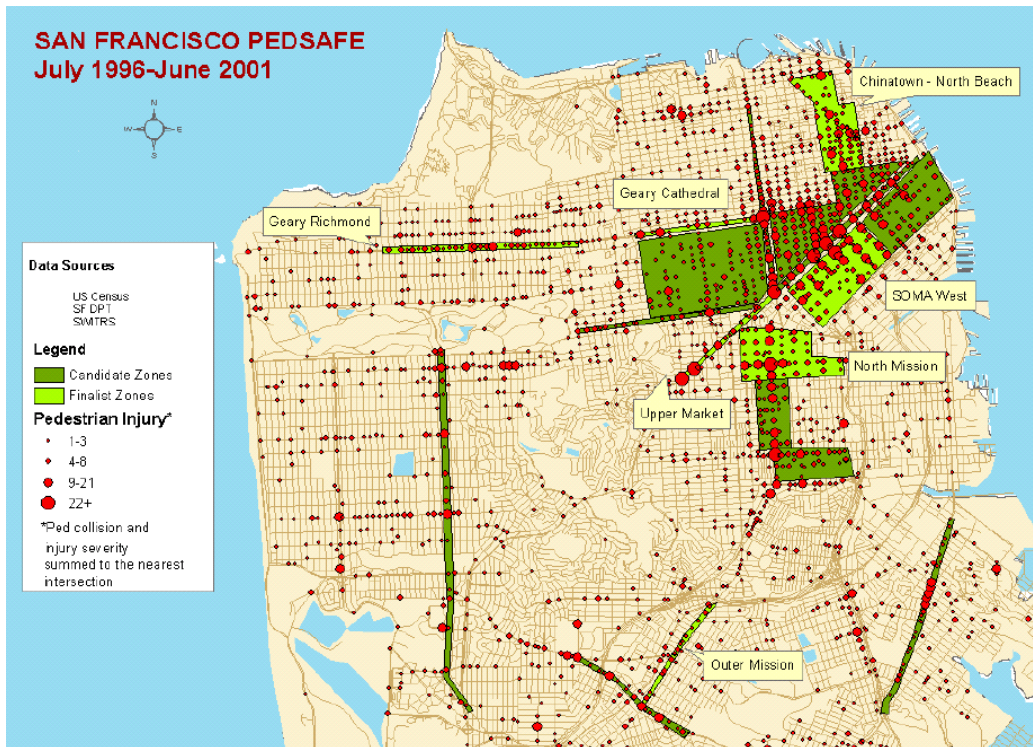 SAN FRANCISCO PEDSAFE
July 1996-June 2001
N
W
E
S
Chinatown - North Beach
Geary Cathedral
Geary Richmond
SOMA West
North Mission
Upper Market
Outer Mission
Data Sources
US Census
SF DPT
SWITRS
Legend
Candidate Zones
Finalist Zones
Pedestrian Injury*
1-3
4-8
9-21
22+
*Ped collision and
injury severity
summed to the nearest
intersection